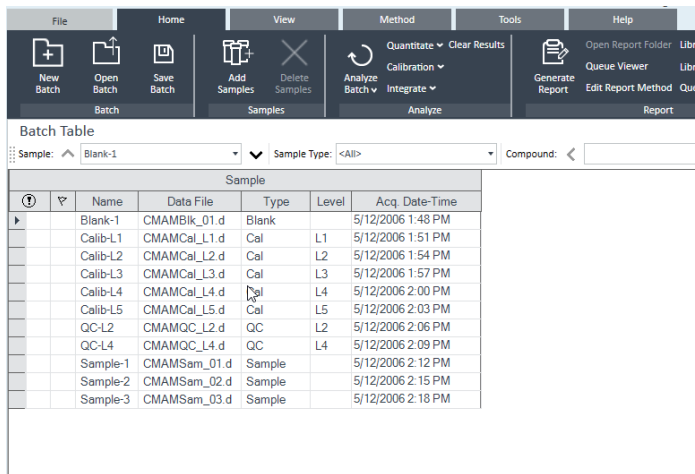 File Home View Method Tools Help
New Batch
Open Batch
Save Batch
Batch
Add Samples
Delete Samples
Samples
Analyze Batch
Quantitate Clear Results
Calibration
Integrate
Analyze
Generate Report
Open Report Folder
Queue Viewer
Edit Report Method
Report
Batch Table
Sample: Blank-1 Sample Type: <All> Compound:
Sample
Name Data File Type Level Acq. Date-Time
Blank-1 CMAMBlk_01.d Blank 5/12/2006 1:48 PM
Calib-L1 CMAMCal_L1.d Cal L1 5/12/2006 1:51 PM
Calib-L2 CMAMCal_L2.d Cal L2 5/12/2006 1:54 PM
Calib-L3 CMAMCal_L3.d Cal L3 5/12/2006 1:57 PM
Calib-L4 CMAMCal_L4.d Cal L4 5/12/2006 2:00 PM
Calib-L5 CMAMCal_L5.d Cal L5 5/12/2006 2:03 PM
QC-L2 CMAMQC_L2.d QC L2 5/12/2006 2:06 PM
QC-L4 CMAMQC_L4.d QC L4 5/12/2006 2:09 PM
Sample-1 CMAMSam_01.d Sample 5/12/2006 2:12 PM
Sample-2 CMAMSam_02.d Sample 5/12/2006 2:15 PM
Sample-3 CMAMSam_03.d Sample 5/12/2006 2:18 PM